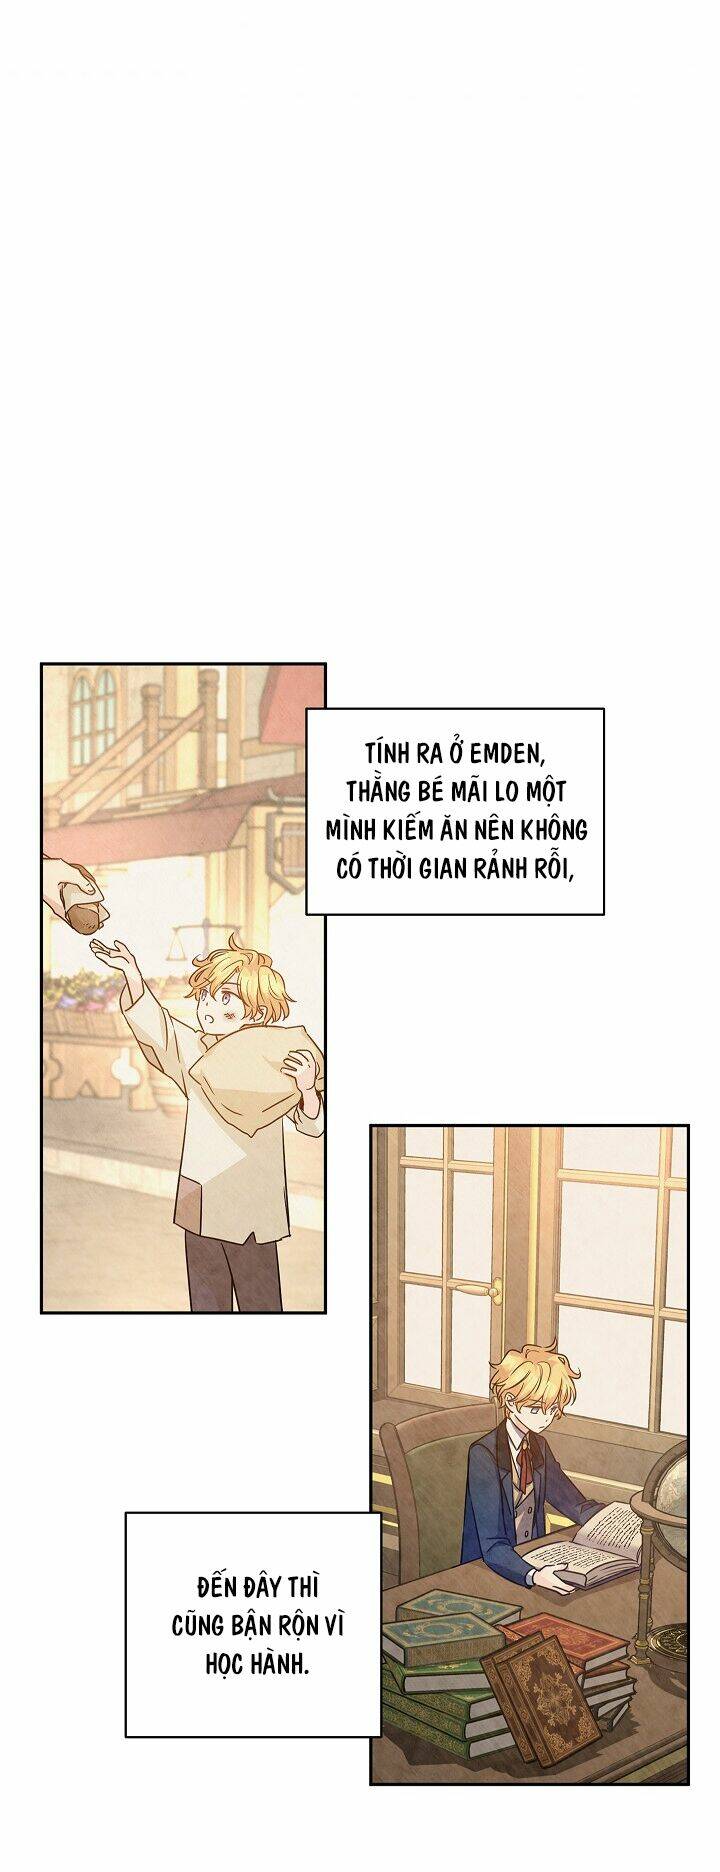 TÍNH RA Ở EMDEN,
THẰNG BÉ MÃI LO MỘT
MÌNH KIẾM ĂN NÊN KHÔNG
CÓ THỜI GIAN RẢNH RỖI,
ĐẾN ĐÂY THÌ
CŨNG BẬN RỘN VÌ
HỌC HÀNH.